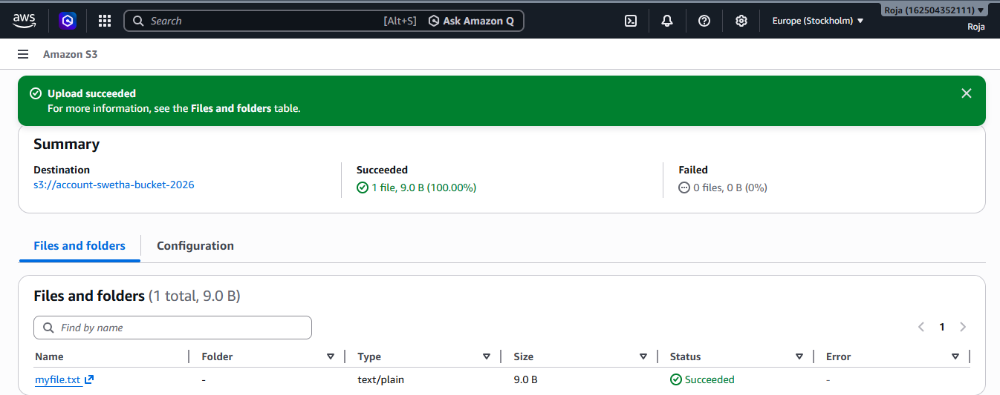 aws
Search [Alt+S] Ask Amazon Q
Europe (Stockholm) ▼
Roja (162504352111) ▼
Roja
Amazon S3
Upload succeeded
For more information, see the Files and folders table.
Summary
Destination
s3://account-swetha-bucket-2026
Succeeded
1 file, 9.0 B (100.00%)
Failed
0 files, 0 B (0%)
Files and folders
Configuration
Files and folders (1 total, 9.0 B)
Find by name
1
Name Folder Type Size Status Error
myfile.txt - text/plain 9.0 B Succeeded -